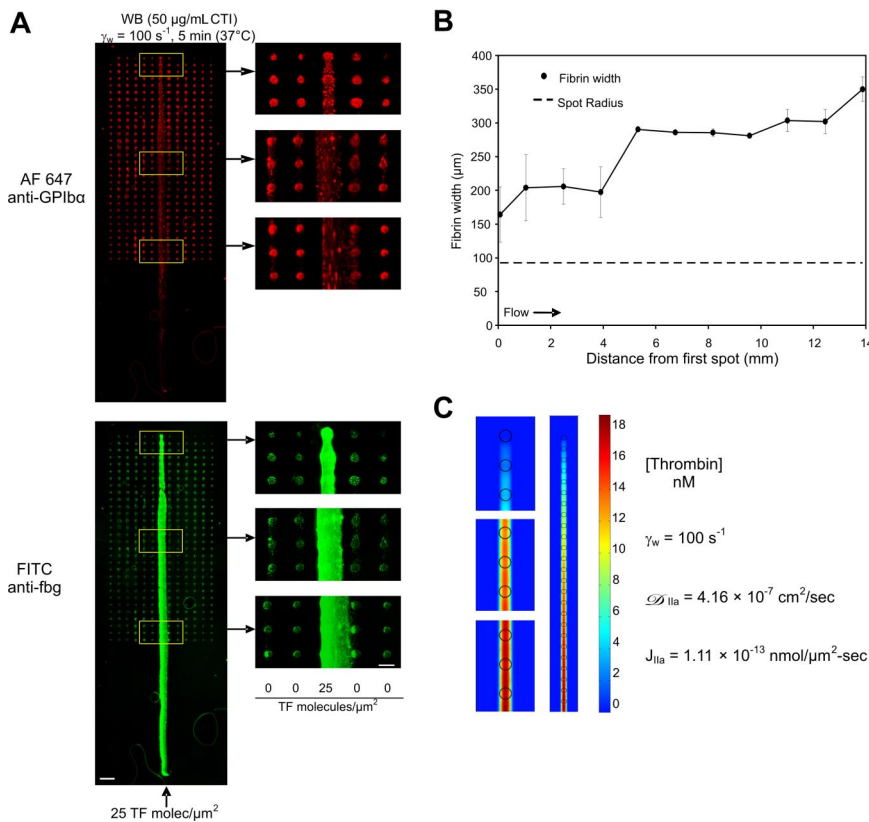 A
WB (50 µg/mL CTI)
γw = 100 s⁻¹, 5 min (37°C)
AF 647
anti-GPIbα
FITC
anti-fbg
0 0 25 0 0
TF molecules/µm²
25 TF molec/µm²
B
400
350
300
250
200
150
100
50
0
Fibrin width (µm)
Fibrin width
Spot Radius
Flow
0 2 4 6 8 10 12 14
Distance from first spot (mm)
C
18
16
14
12
10
8
6
4
2
0
[Thrombin]
nM
γw = 100 s⁻¹
𝒟IIa = 4.16 × 10⁻⁷ cm²/sec
JIIa = 1.11 × 10⁻¹³ nmol/µm²-sec